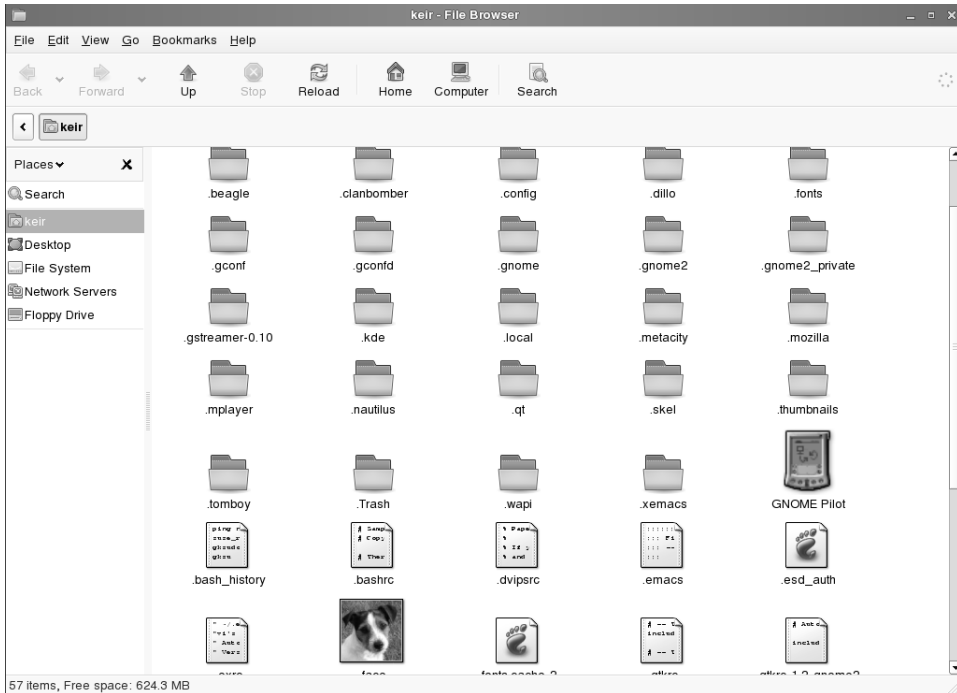 keir - File Browser
File Edit View Go Bookmarks Help
Back Forward Up Stop Reload Home Computer Search
keir
Places
Search
keir
Desktop
File System
Network Servers
Floppy Drive
.beagle .clanbomber .config .dillo .fonts
.gconf .gconfd .gnome .gnome2 .gnome2_private
.gstreamer-0.10 .kde .local .metacity .mozilla
.mplayer .nautilus .qt .skel .thumbnails
.tomboy .Trash .wapi .xemacs GNOME Pilot
.bash_history .bashrc .dvipsrc .emacs .esd_auth
57 items, Free space: 624.3 MB